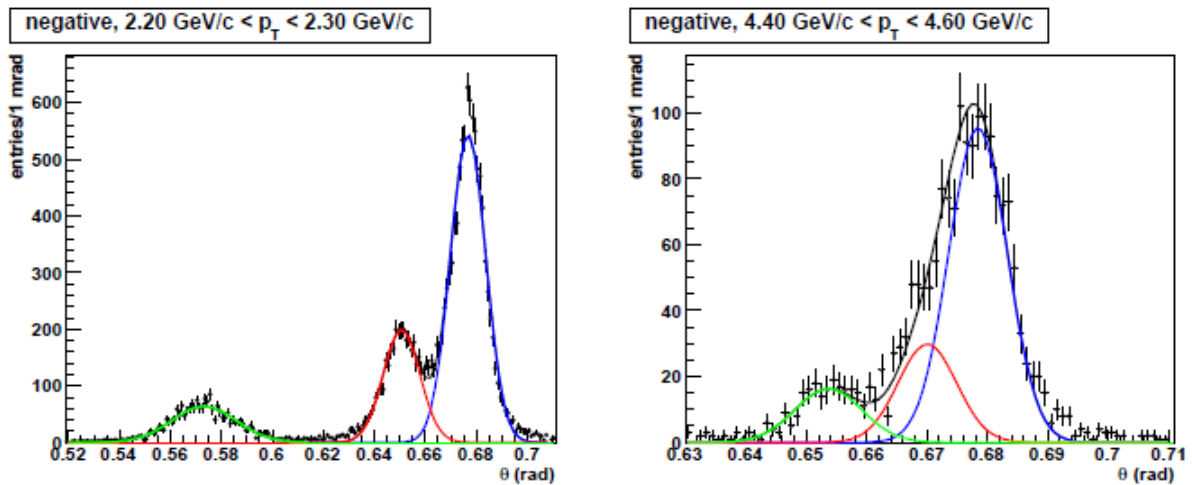 negative, 2.20 GeV/c < p_T < 2.30 GeV/c
entries/1 mrad
600
500
400
300
200
100
0
0.52 0.54 0.56 0.58 0.6 0.62 0.64 0.66 0.68 0.7
θ (rad)
negative, 4.40 GeV/c < p_T < 4.60 GeV/c
entries/1 mrad
100
80
60
40
20
0
0.63 0.64 0.65 0.66 0.67 0.68 0.69 0.7 0.71
θ (rad)